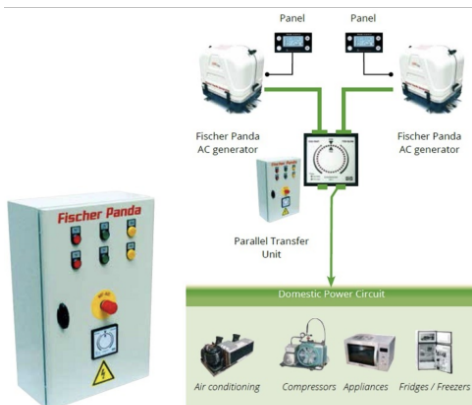 Panel
Panel
Fischer Panda
AC generator
Fischer Panda
AC generator
Parallel Transfer
Unit
Fischer Panda
Domestic Power Circuit
Air conditioning
Compressors
Appliances
Fridges / Freezers